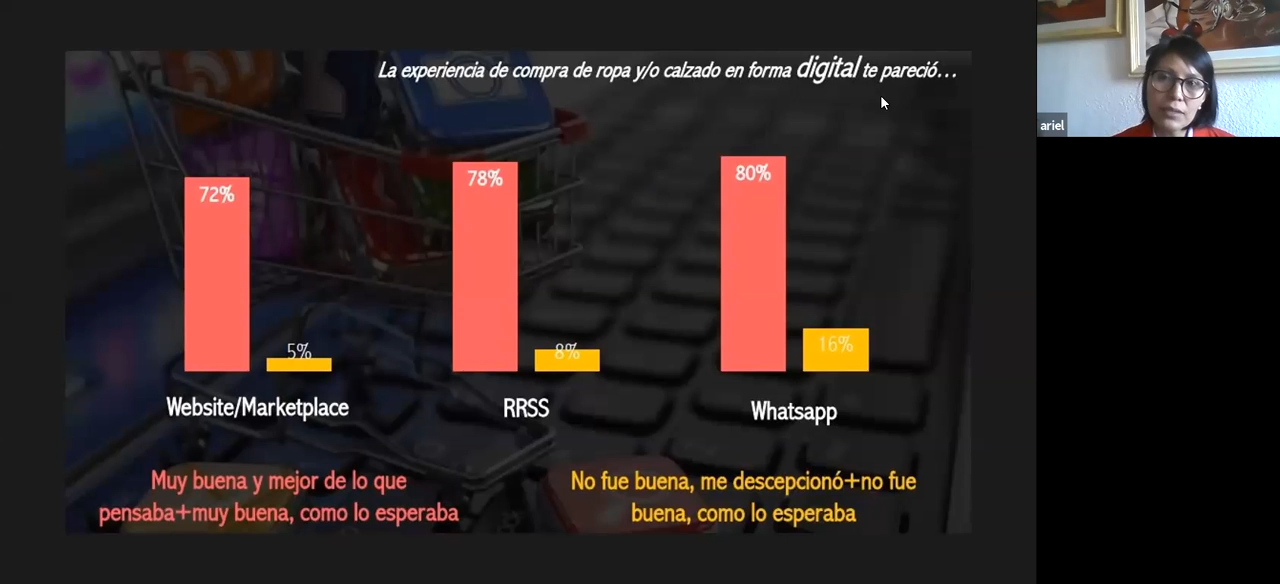 La experiencia de compra de ropa y/o calzado en forma digital te pareció...
ariel
72%
5%
78%
8%
80%
16%
Website/Marketplace
RRSS
Whatsapp
Muy buena y mejor de lo que
pensaba+muy buena, como lo esperaba
No fue buena, me descepcionó+no fue
buena, como lo esperaba